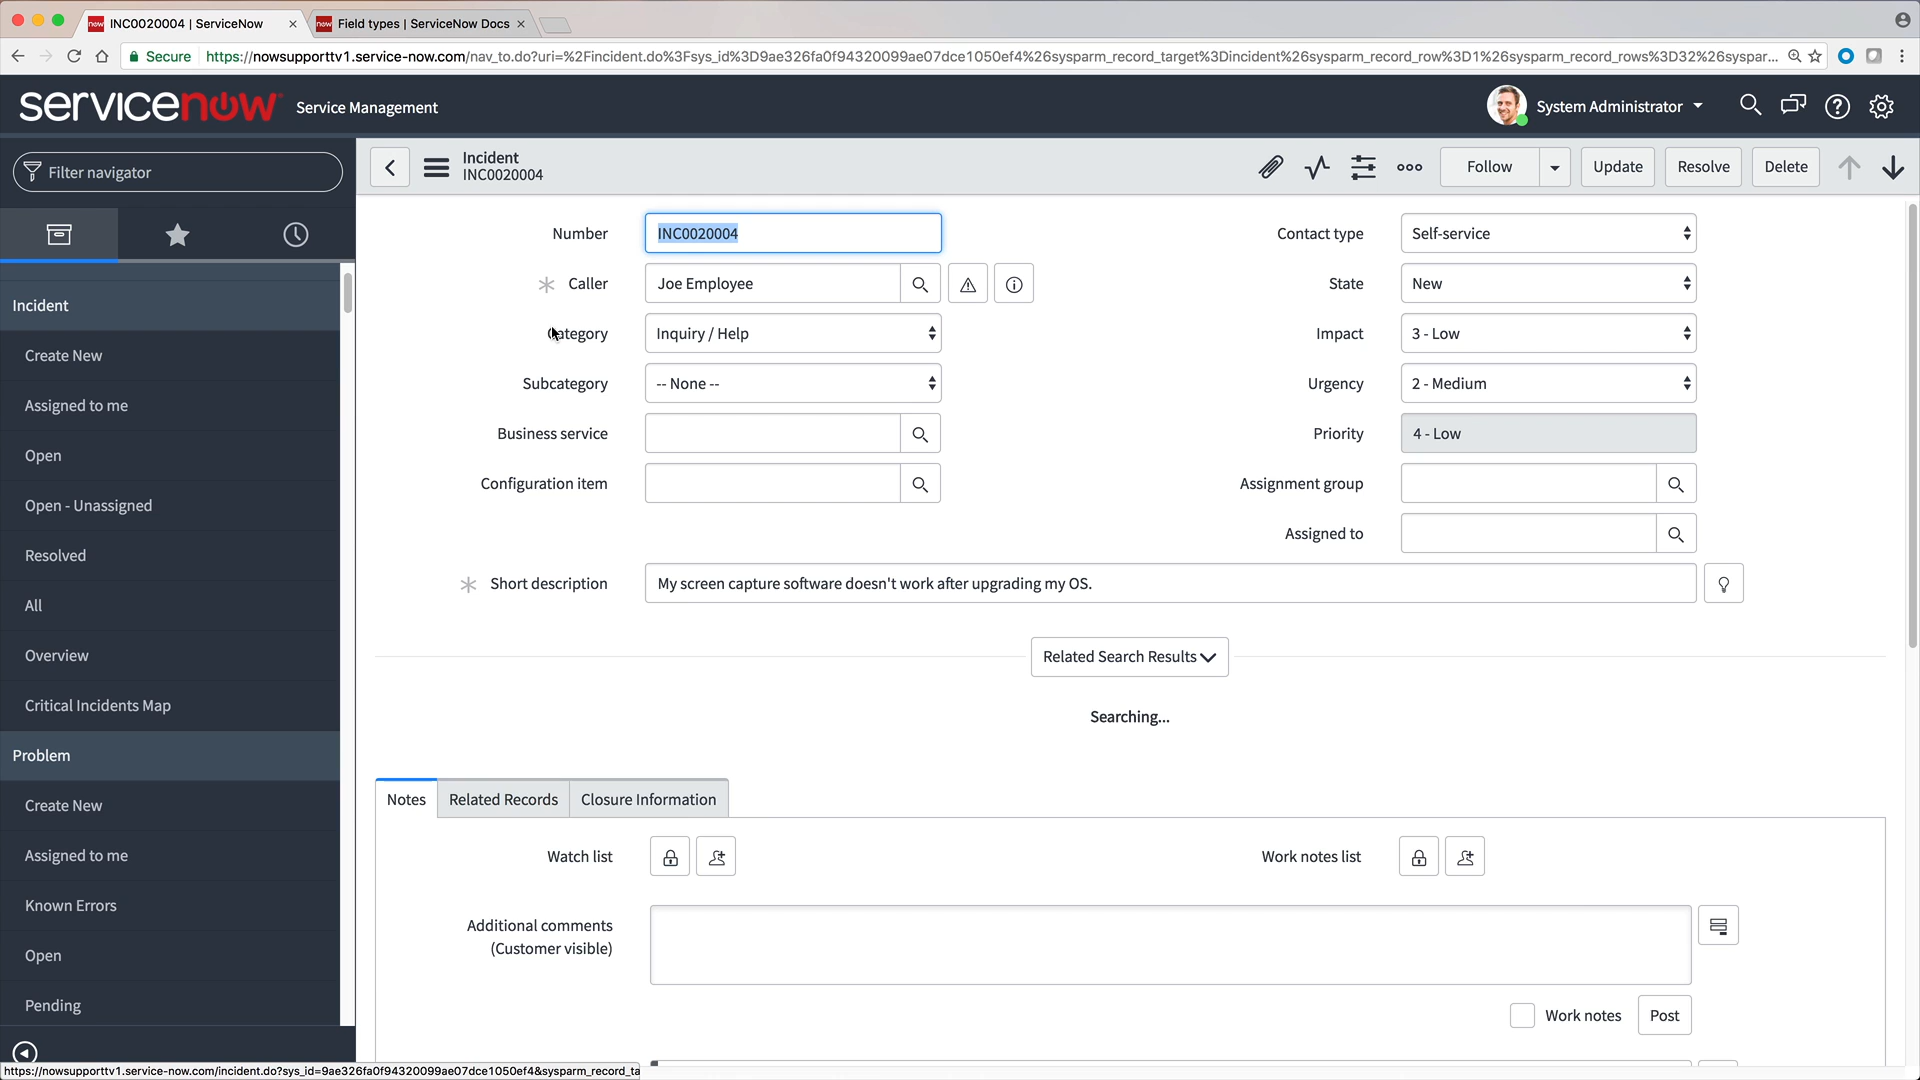 INC0020004 | ServiceNow
Field types | ServiceNow Docs
Secure
https://nowsupporttv1.service-now.com/nav_to.do?uri=%2Fincident.do%3Fsys_id%3D9ae326fa0f94320099ae07dce1050ef4%26sysparm_record_target%3Dincident%26sysparm_record_row%3D1%26sysparm_record_rows%3D32%26syspar...
servicenow Service Management
System Administrator
Filter navigator
Incident
Create New
Assigned to me
Open
Open - Unassigned
Resolved
All
Overview
Critical Incidents Map
Problem
Create New
Assigned to me
Known Errors
Open
Pending
Incident
INC0020004
Follow
Update
Resolve
Delete
Number INC0020004
Contact type Self-service
Caller Joe Employee
State New
Category Inquiry / Help
Impact 3 - Low
Subcategory -- None --
Urgency 2 - Medium
Business service
Priority 4 - Low
Configuration item
Assignment group
Assigned to
Short description My screen capture software doesn't work after upgrading my OS.
Related Search Results
Searching...
Notes Related Records Closure Information
Watch list
Work notes list
Additional comments
(Customer visible)
Work notes Post
https://nowsupporttv1.service-now.com/incident.do?sys_id=9ae326fa0f94320099ae07dce1050ef4&sysparm_record_ta